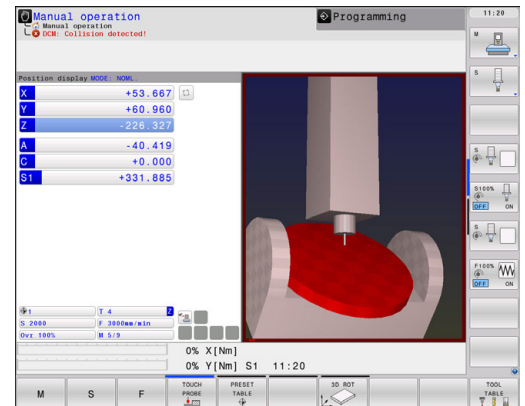 Manual operation
Programming
11:20
Manual operation
DCM: Collision detected!
M
Position display MODE: NOML.
S
X +53.667
Y +60.960
Z -226.327
A -40.419
C +0.000
S1 +331.885
S
S100%
OFF ON
S
F100%
OFF ON
1 T 4 Z
S 2000 F 3000mm/min
Ovr 100% M 5/9
0% X[Nm]
0% Y[Nm] S1 11:20
M S F TOUCH PROBE PRESET TABLE 3D ROT TOOL TABLE